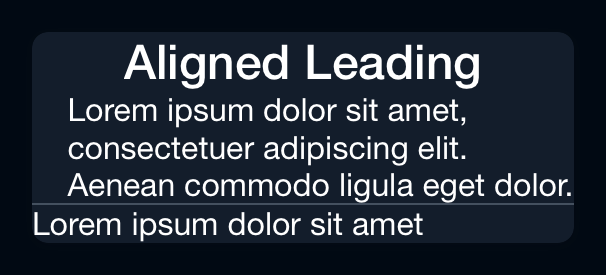 Aligned Leading
Lorem ipsum dolor sit amet,
consectetuer adipiscing elit.
Aenean commodo ligula eget dolor.
Lorem ipsum dolor sit amet